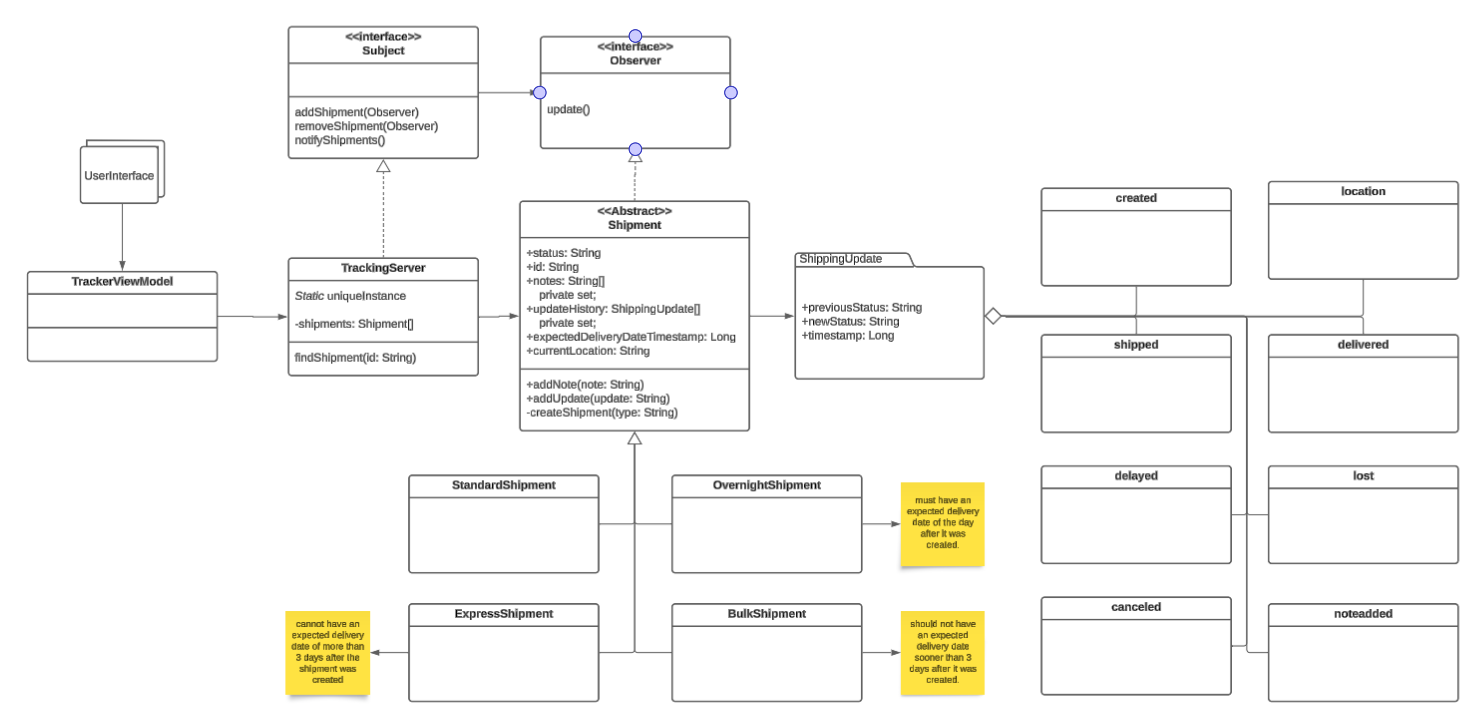 <<interface>>
Subject
addShipment(Observer)
removeShipment(Observer)
notifyShipments()
<<interface>>
Observer
update()
UserInterface
TrackerViewModel
TrackingServer
Static uniqueInstance
-shipments: Shipment[]
findShipment(id: String)
<<Abstract>>
Shipment
+status: String
+id: String
+notes: String[]
private set;
+updateHistory: ShippingUpdate[]
private set;
+expectedDeliveryDateTimestamp: Long
+currentLocation: String
+addNote(note: String)
+addUpdate(update: String)
-createShipment(type: String)
ShippingUpdate
+previousStatus: String
+newStatus: String
+timestamp: Long
created
location
shipped
delivered
delayed
lost
canceled
noteadded
StandardShipment
OvernightShipment
must have an
expected delivery
date of the day
after it was
created.
ExpressShipment
BulkShipment
cannot have an
expected delivery
date of more than
3 days after the
shipment was
created
should not have
an expected
delivery date
sooner than 3
days after it was
created.